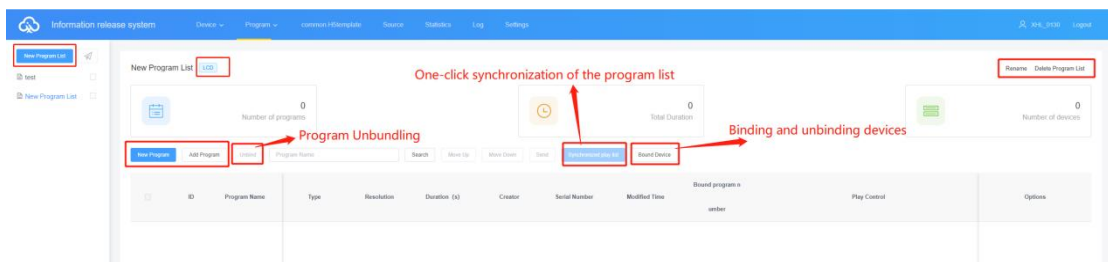 Information release system
Device
Program
common H5template
Source
Statistics
Log
Settings
XHL_3130
Logout
New Program List
test
New Program List
New Program List
LCD
One-click synchronization of the program list
Rename
Delete Program List
0
Number of programs
0
Total Duration
0
Number of devices
Program Unbundling
Binding and unbinding devices
New Program
Add Program
Unbind
Program Name
Search
Move Up
Move Down
Send
Bound Device
ID
Program Name
Type
Resolution
Duration (s)
Creator
Serial Number
Modified Time
Bound program n
umber
Play Control
Options